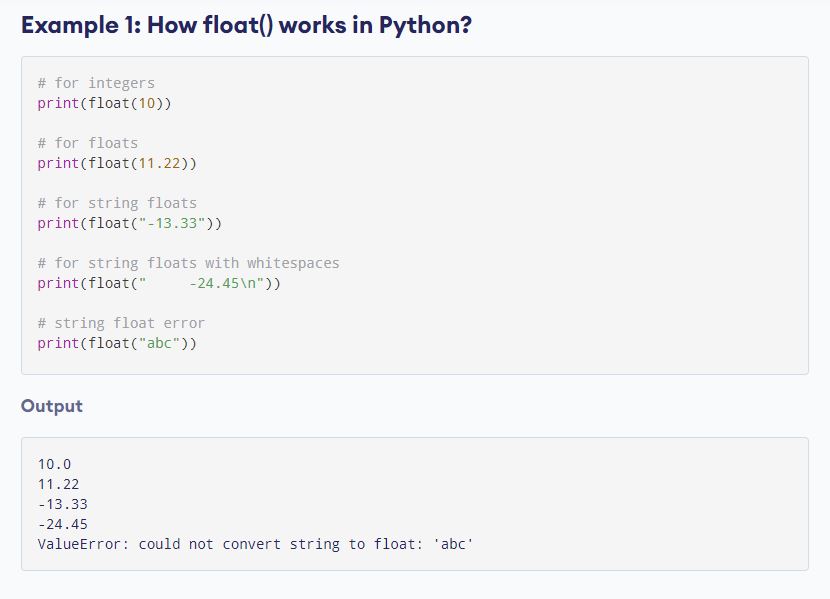 Example 1: How float() works in Python?
# for integers
print(float(10))
# for floats
print(float(11.22))
# for string floats
print(float("-13.33"))
# for string floats with whitespaces
print(float("     -24.45\n"))
# string float error
print(float("abc"))
Output
10.0
11.22
-13.33
-24.45
ValueError: could not convert string to float: 'abc'